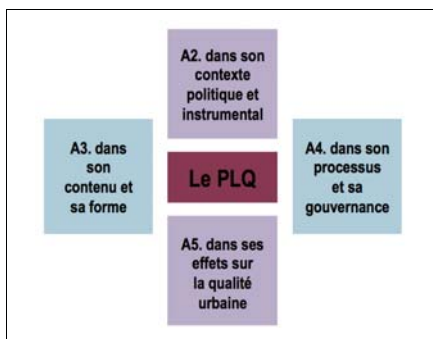 A2. dans son
contexte
politique et
instrumental
A3. dans
son
contenu et
sa forme
Le PLQ
A4. dans son
processus
et sa
gouvernance
A5. dans ses
effets sur
la qualité
urbaine